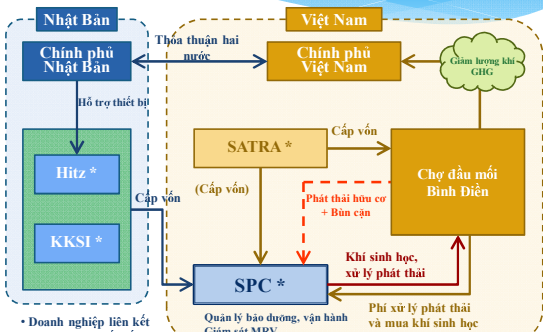 Nhật Bản
Việt Nam
Chính phủ
Nhật Bản
Thỏa thuận hai
nước
Chính phủ
Việt Nam
Giảm lượng khí
GHG
Hỗ trợ thiết bị
Hitz *
KKSI *
Cấp vốn
SATRA *
Cấp vốn
(Cấp vốn)
Chợ đầu mối
Bình Điền
Phát thải hữu cơ
+ Bùn cặn
SPC *
Khí sinh học,
xử lý phát thải
Phí xử lý phát thải
và mua khí sinh học
Quản lý bảo dưỡng, vận hành
Giám sát MRV
• Doanh nghiệp liên kết